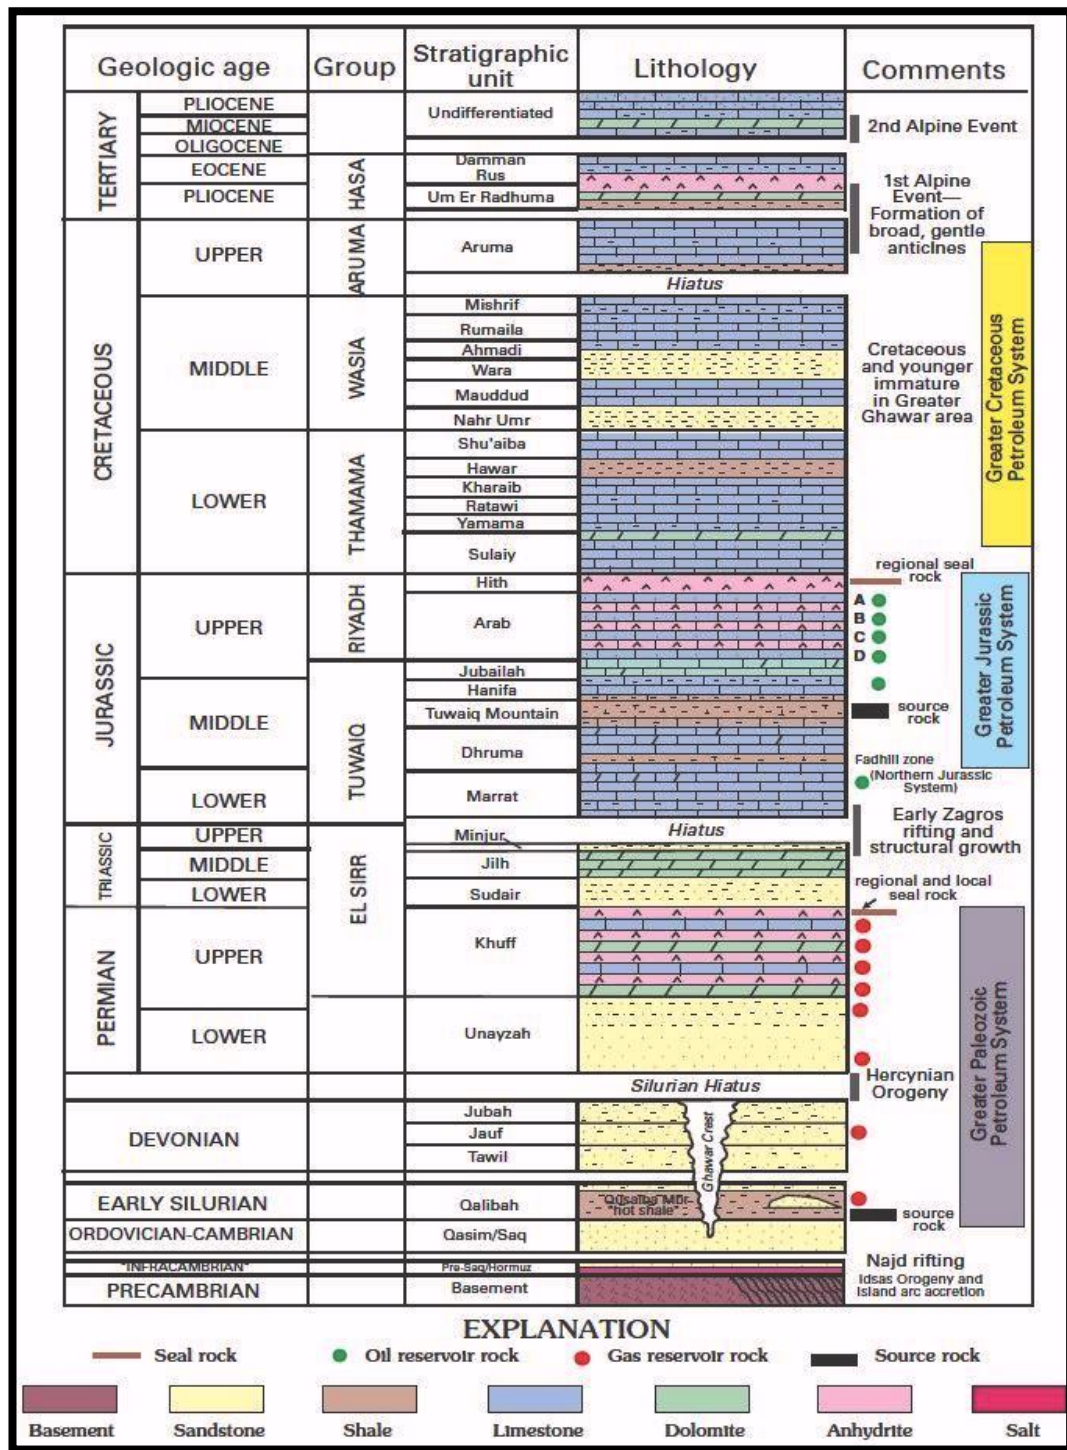 Geologic age
Group
Stratigraphic
unit
Lithology
Comments
TERTIARY
PLIOCENE
MIOCENE
OLIGOCENE
EOCENE
PLIOCENE
HASA
Undifferentiated
Damman
Rus
Um Er Radhuma
2nd Alpine Event
1st Alpine
Event—
Formation of
broad, gentle
anticines
CRETACEOUS
UPPER
ARUMA
Aruma
Hiatus
MIDDLE
WASIA
Mishrif
Rumaila
Ahmadi
Wara
Mauddud
Nahr Umr
Cretaceous
and younger
immature
in Greater
Ghawar area
Greater Cretaceous
Petroleum System
LOWER
THAMAMA
Shu'aiba
Hawar
Kharaib
Ratawi
Yamama
Sulaiy
JURASSIC
UPPER
RIYADH
Hith
Arab
regional seal
rock
A
B
C
D
Greater Jurassic
Petroleum System
MIDDLE
TUWAIQ
Jubailah
Hanifa
Tuwaiq Mountain
Dhruma
source
rock
Fadhill zone
(Northern Jurassic
System)
LOWER
Marrat
Hiatus
Early Zagros
rifting and
structural growth
TRIASSIC
UPPER
MIDDLE
LOWER
EL SIRR
Minjur
Jilh
Sudair
regional and local
seal rock
PERMIAN
UPPER
Khuff
LOWER
Unayzah
Greater Paleozoic
Petroleum System
Silurian Hiatus
Hercynian
Orogeny
DEVONIAN
Jubah
Jauf
Tawil
Ghawar Crest
EARLY SILURIAN
Qalibah
Qusaiba Mbr
"hot shale"
source
rock
ORDOVICIAN-CAMBRIAN
Qasim/Saq
"INFRACAMBRIAN"
Pre-Saq/Hormuz
Najd rifting
Idsas Orogeny and
Island arc accretion
PRECAMBRIAN
Basement
EXPLANATION
Seal rock
Oil reservoir rock
Gas reservoir rock
Source rock
Basement
Sandstone
Shale
Limestone
Dolomite
Anhydrite
Salt